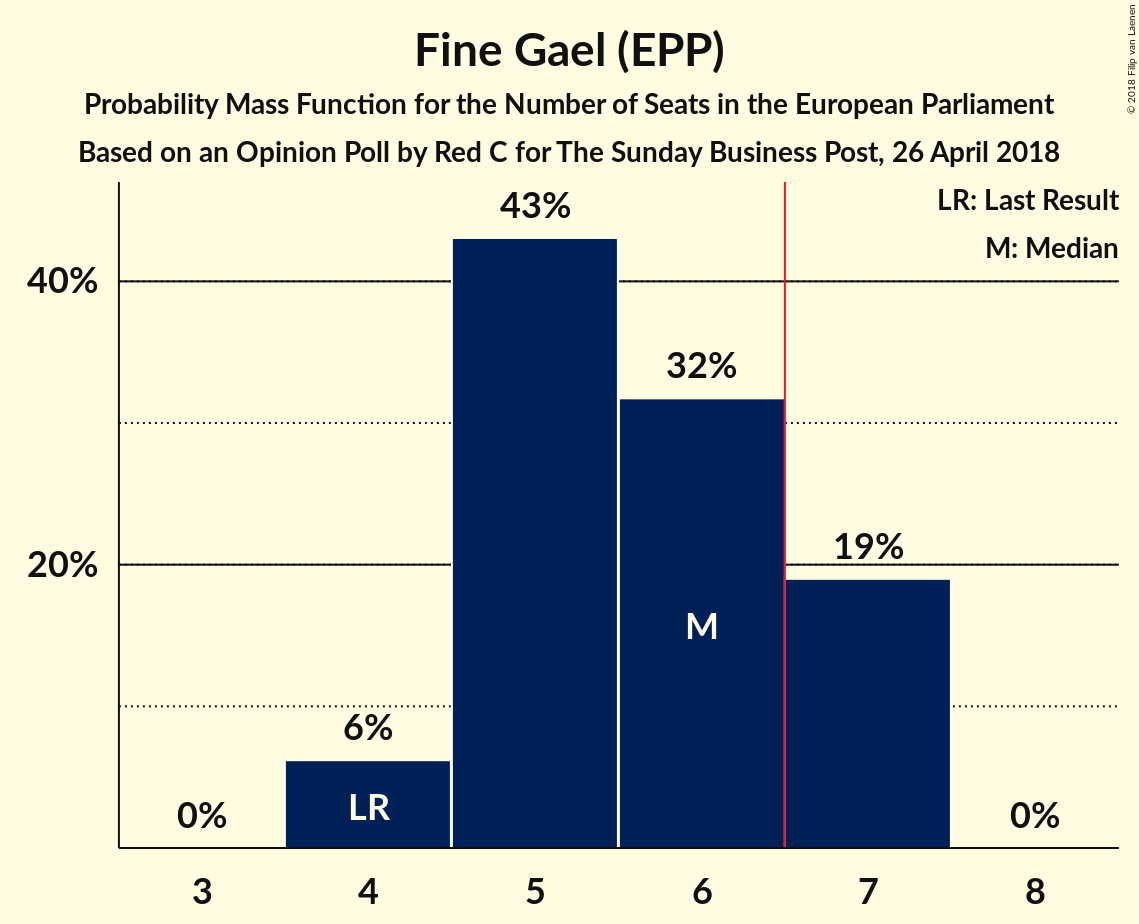 Fine Gael (EPP)
Probability Mass Function for the Number of Seats in the European Parliament
Based on an Opinion Poll by Red C for The Sunday Business Post, 26 April 2018
© 2018 Filip van Laenen
LR: Last Result
M: Median
40%
20%
0%
6%
43%
32%
19%
0%
LR
M
3
4
5
6
7
8